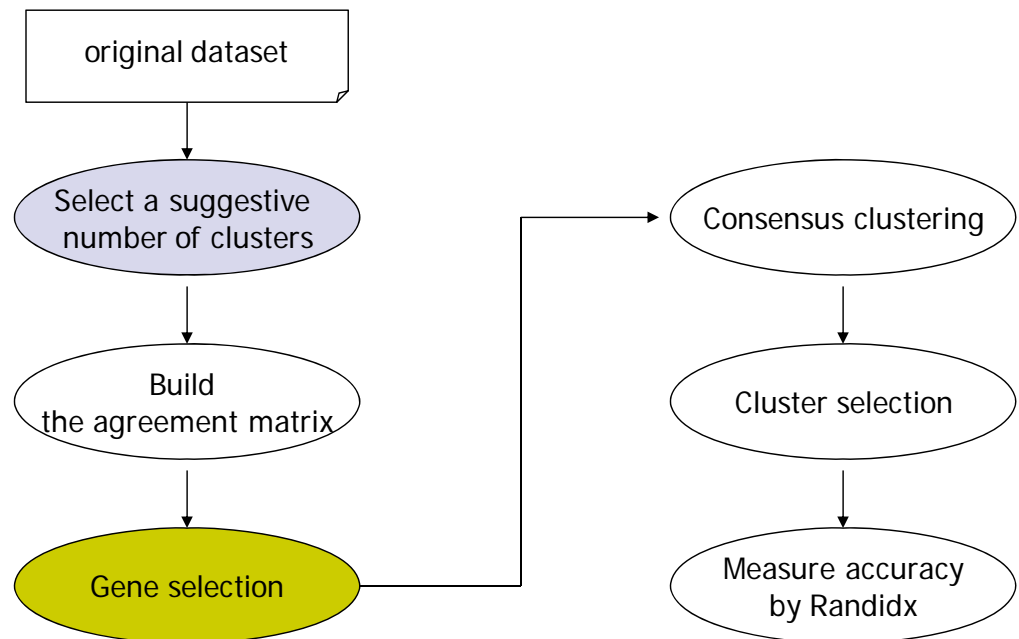 original dataset
Select a suggestive
number of clusters
Build
the agreement matrix
Gene selection
Consensus clustering
Cluster selection
Measure accuracy
by Randidx